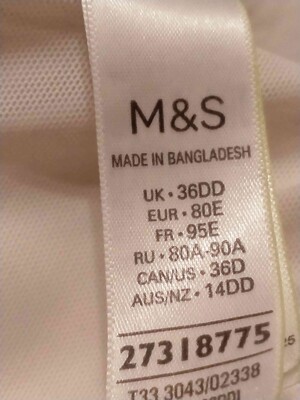 M&S
MADE IN BANGLADESH
UK • 36DD
EUR • 80E
FR • 95E
RU • 80A-90A
CAN/US • 36D
AUS/NZ • 14DD
27318775
T33 3043/02338